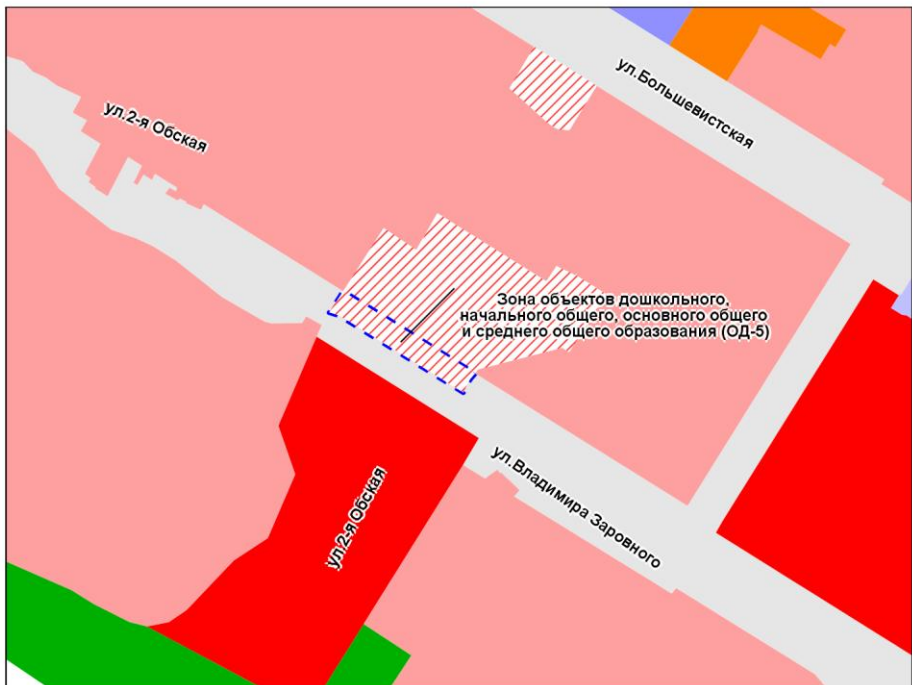 ул.Большевистская
ул.2-я Обская
Зона объектов дошкольного,
начального общего, основного общего
и среднего общего образования (ОД-5)
ул.Владимира Заровного
ул.2-я Обская